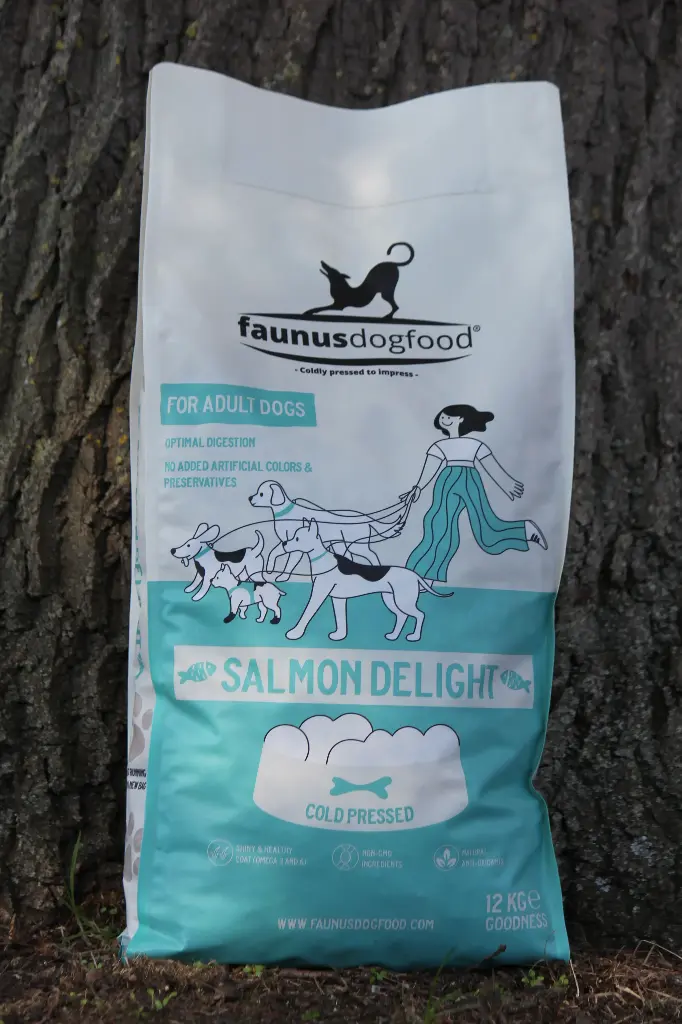 faunusdogfood®
- Coldly pressed to impress -
FOR ADULT DOGS
OPTIMAL DIGESTION
NO ADDED ARTIFICIAL COLORS &
PRESERVATIVES
SALMON DELIGHT
COLD PRESSED
SHINY & HEALTHY
COAT (OMEGA 3 AND 6)
NON-GMO
INGREDIENTS
NATURAL
ANTI-OXIDANTS
12 KG℮
GOODNESS
WWW.FAUNUSDOGFOOD.COM